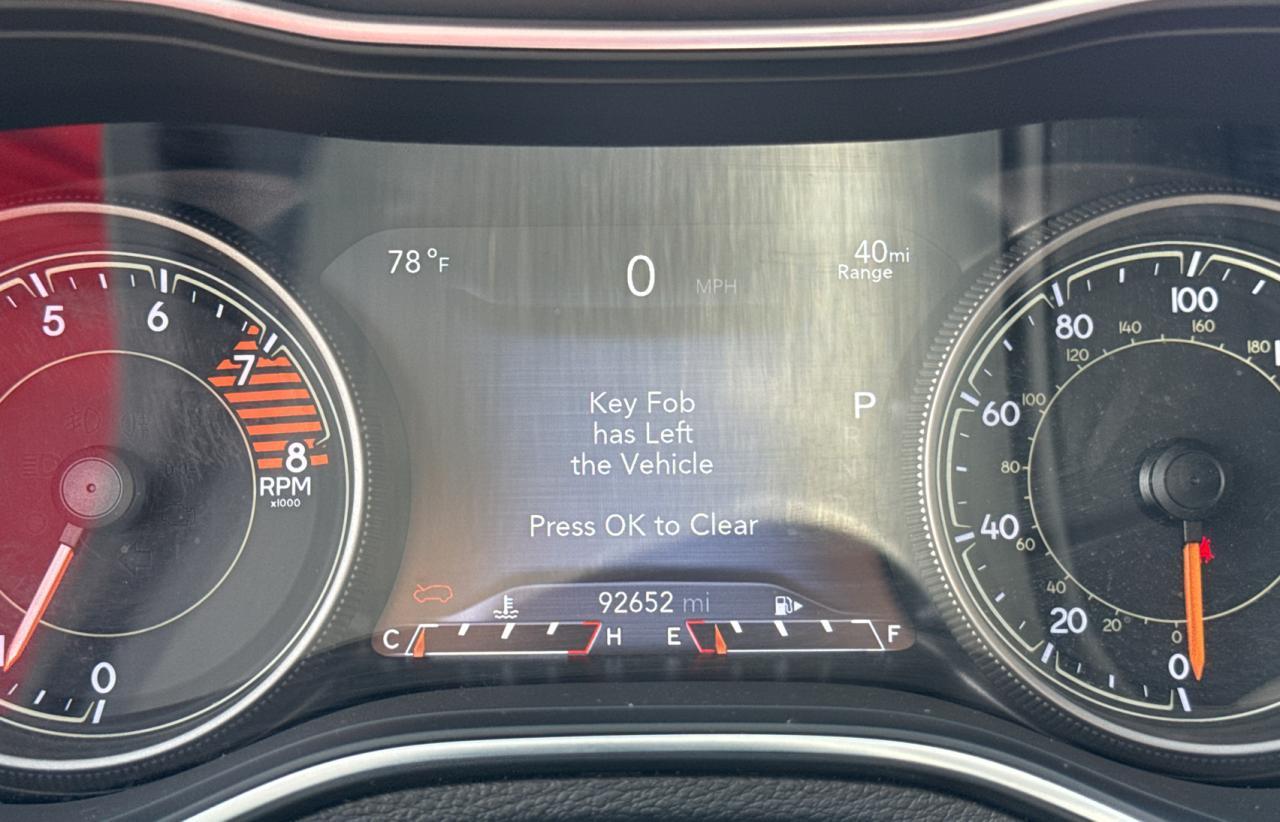 78 °F
0 MPH
40mi
Range
Key Fob
has Left
the Vehicle
P
Press OK to Clear
92652 mi
C
H
E
F
5
6
7
8
RPM
x1000
0
100
80
60
40
20
0
180
160
140
120
100
80
60
40
20
0